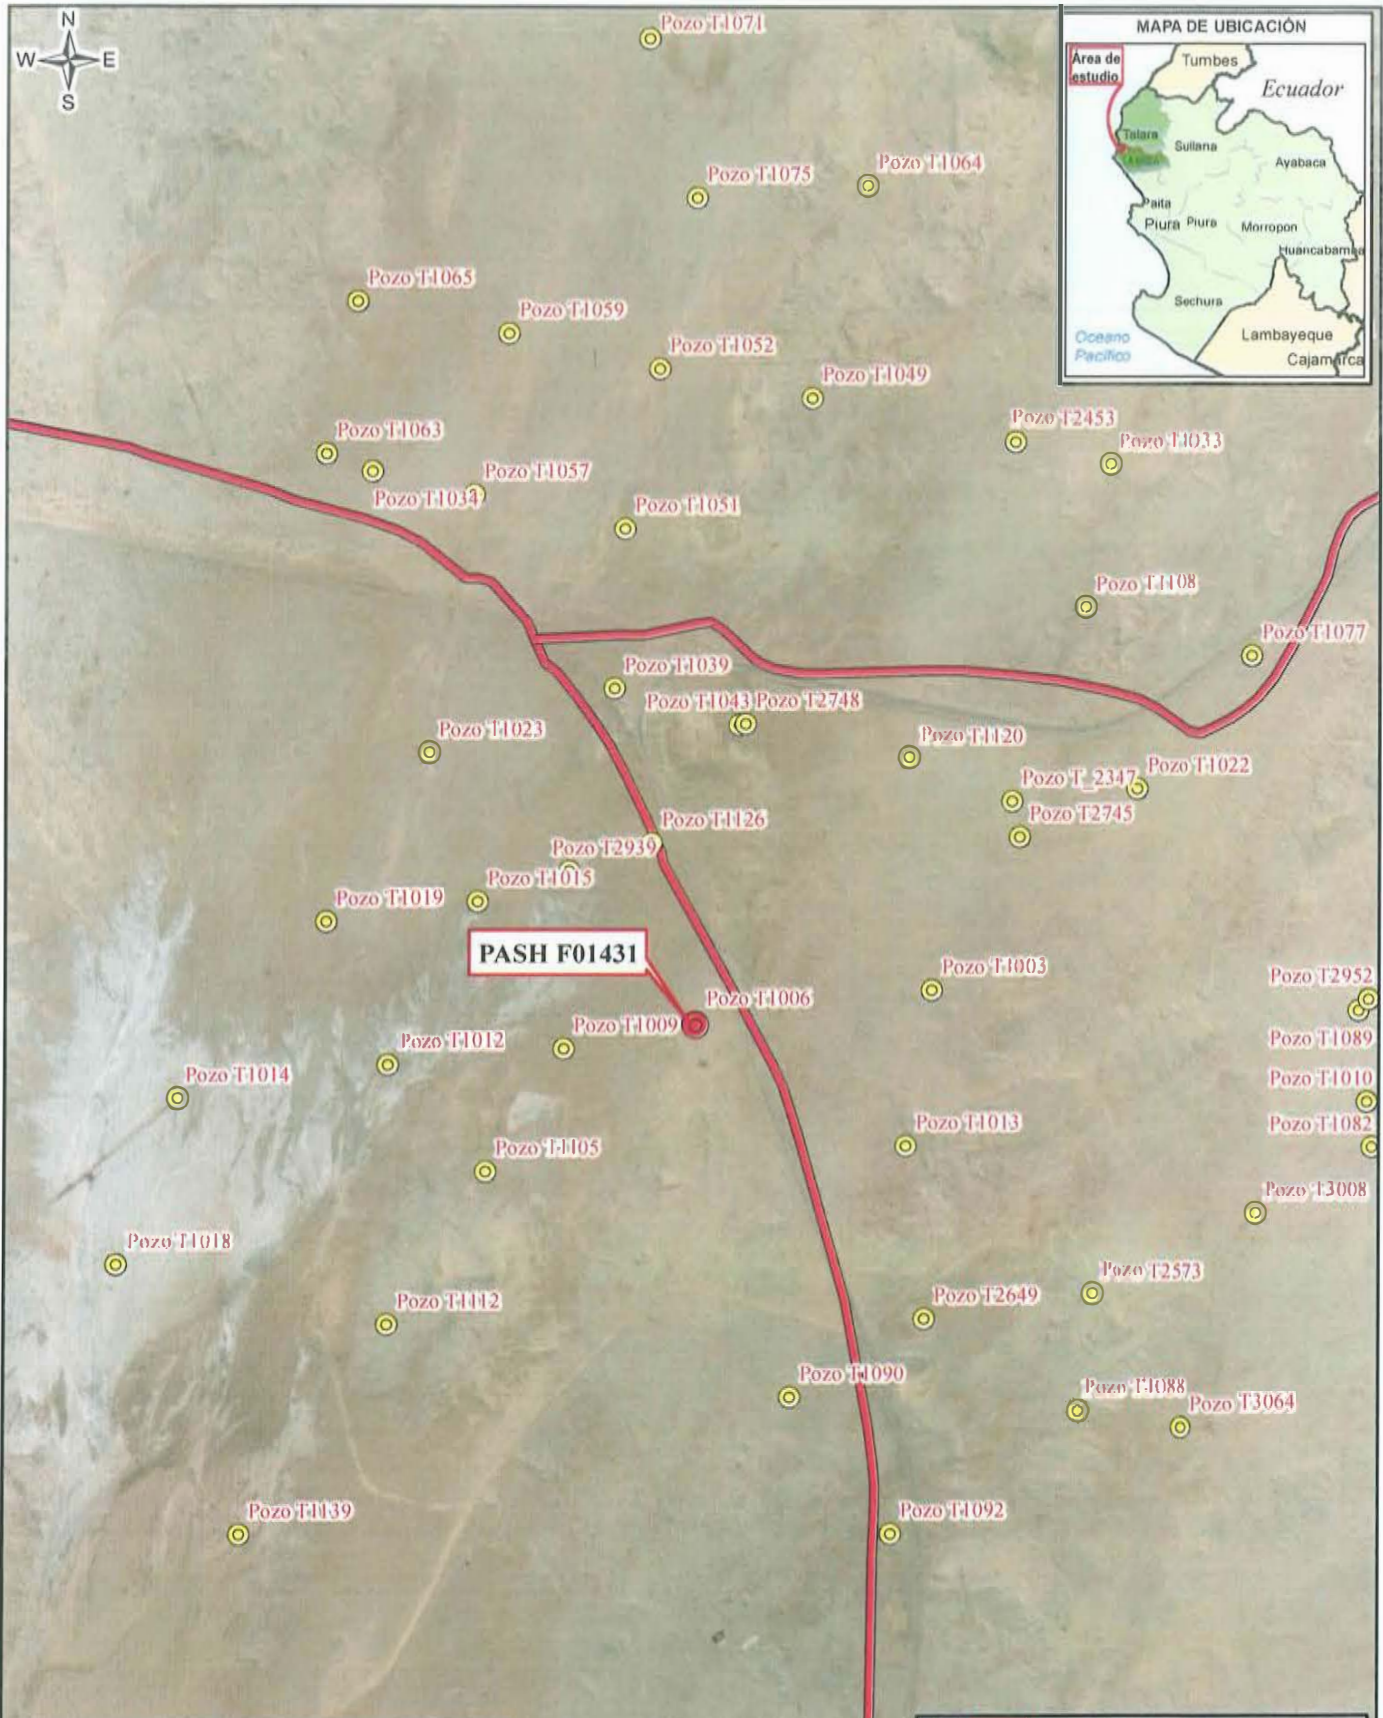 N
W E
S
Pozo T1071
MAPA DE UBICACIÓN
Área de
estudio
Tumbes
Ecuador
Talara
Sullana
Ayabaca
Paita
Piura Piura
Morropon
Huancabamba
Sechura
Lambayeque
Oceano
Pacífico
Cajamarca
Pozo T1075
Pozo T1064
Pozo T1065
Pozo T1059
Pozo T1052
Pozo T1049
Pozo T2453
Pozo T1033
Pozo T1063
Pozo T1034
Pozo T1057
Pozo T1051
Pozo T1108
Pozo T1077
Pozo T1039
Pozo T1043 Pozo T2748
Pozo T1023
Pozo T1120
Pozo T_2347
Pozo T1022
Pozo T2745
Pozo T1126
Pozo T2939
Pozo T1015
Pozo T1019
PASH F01431
Pozo T1003
Pozo T2952
Pozo T1006
Pozo T1009
Pozo T1089
Pozo T1012
Pozo T1014
Pozo T1010
Pozo T1013
Pozo T1082
Pozo T1105
Pozo T3008
Pozo T1018
Pozo T2573
Pozo T1112
Pozo T2649
Pozo T1090
Pozo T1088
Pozo T3064
Pozo T1139
Pozo T1092